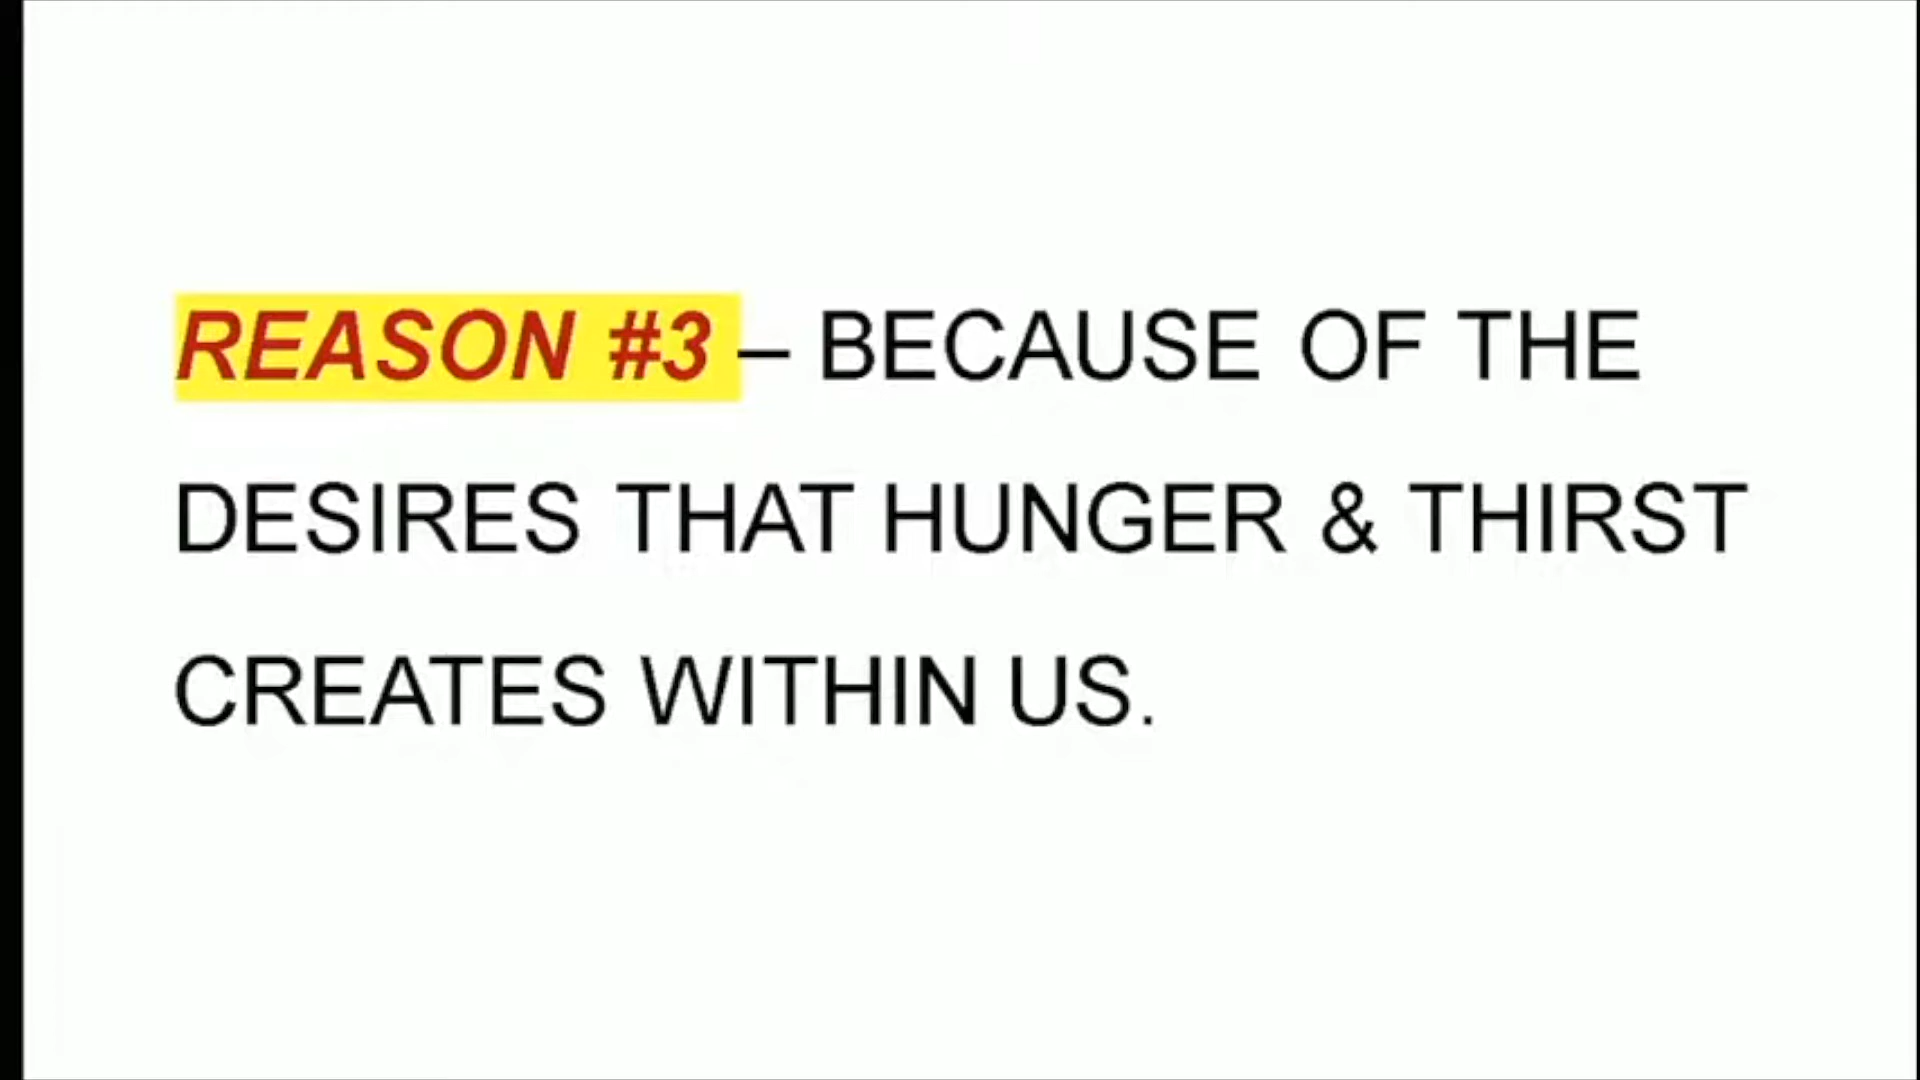 REASON #3 – BECAUSE OF THE
DESIRES THAT HUNGER & THIRST
CREATES WITHIN US.